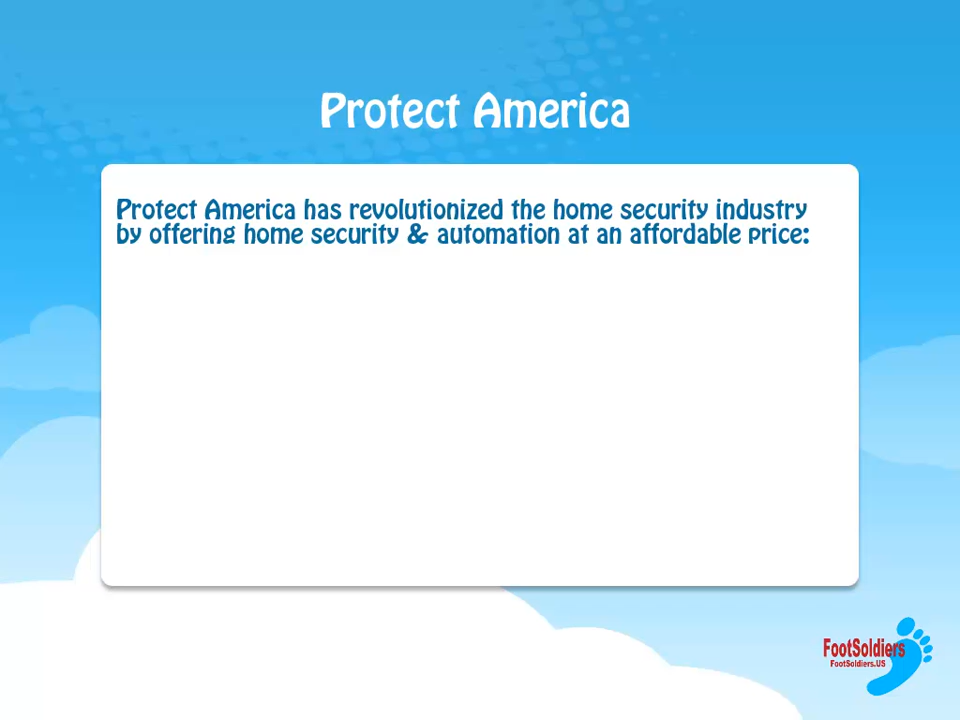 Protect America
Protect America has revolutionized the home security industry
by offering home security & automation at an affordable price:
FootSoldiers
FootSoldiers.US